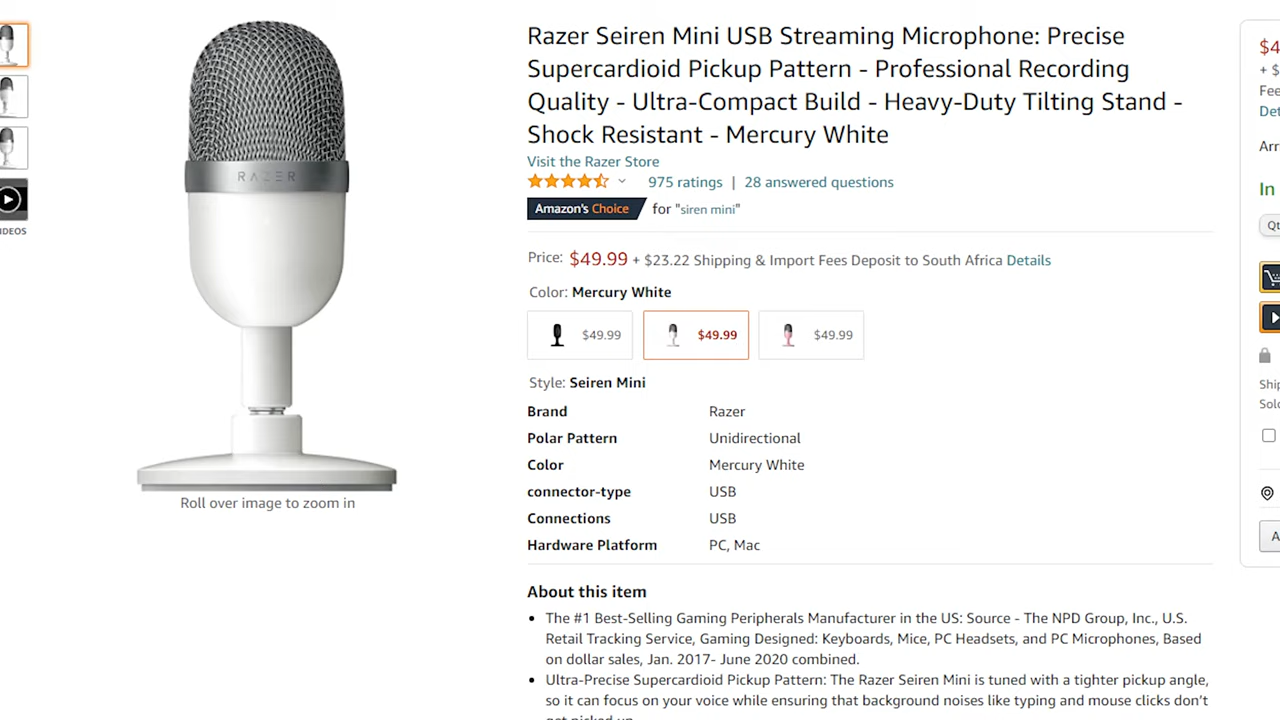 Razer Seiren Mini USB Streaming Microphone: Precise
Supercardioid Pickup Pattern - Professional Recording
Quality - Ultra-Compact Build - Heavy-Duty Tilting Stand -
Shock Resistant - Mercury White
Visit the Razer Store
975 ratings | 28 answered questions
Amazon's Choice for "siren mini"
Price: $49.99 + $23.22 Shipping & Import Fees Deposit to South Africa Details
Color: Mercury White
$49.99 $49.99 $49.99
Style: Seiren Mini
Brand Razer
Polar Pattern Unidirectional
Color Mercury White
connector-type USB
Connections USB
Hardware Platform PC, Mac
About this item
• The #1 Best-Selling Gaming Peripherals Manufacturer in the US: Source - The NPD Group, Inc., U.S.
Retail Tracking Service, Gaming Designed: Keyboards, Mice, PC Headsets, and PC Microphones, Based
on dollar sales, Jan. 2017- June 2020 combined.
• Ultra-Precise Supercardioid Pickup Pattern: The Razer Seiren Mini is tuned with a tighter pickup angle,
so it can focus on your voice while ensuring that background noises like typing and mouse clicks don't
RAZER
Roll over image to zoom in
IDEOS
$4
+ $
Fee
Det
Arr
In
Qt
Ship
Sold
A